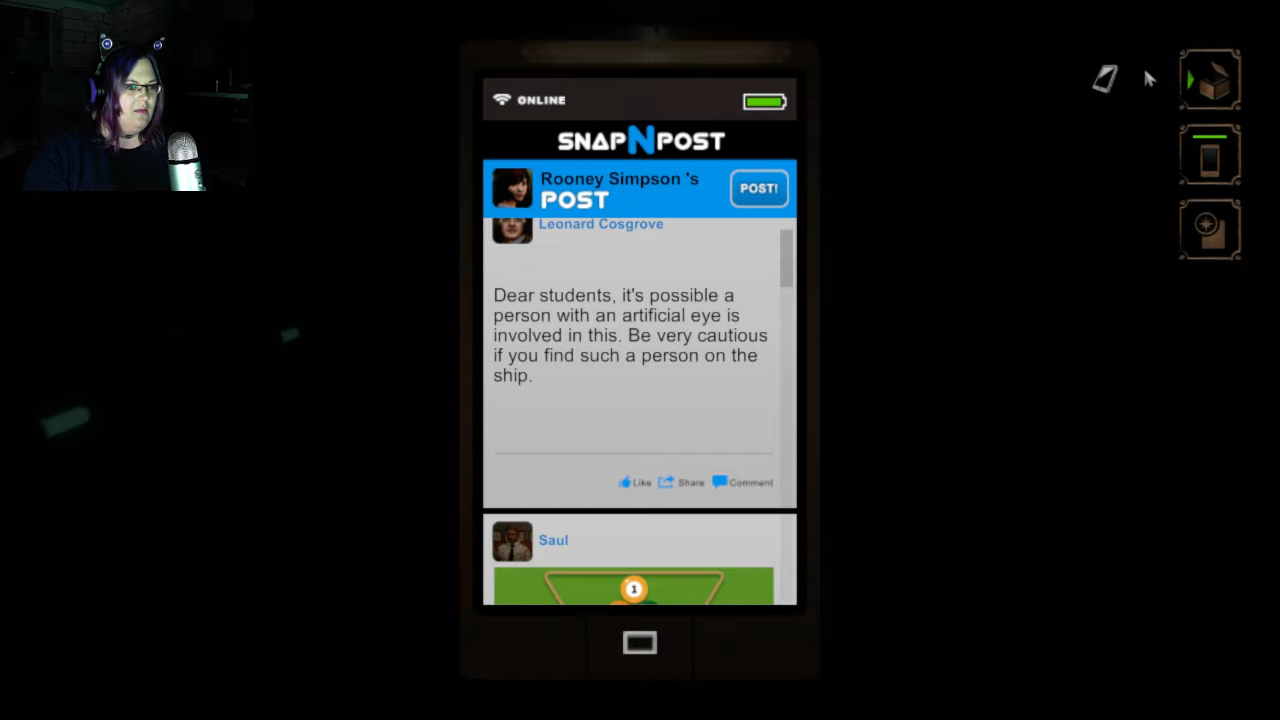 ONLINE
SNAPNPOST
Rooney Simpson 's
POST
POST!
Leonard Cosgrove
Dear students, it's possible a
person with an artificial eye is
involved in this. Be very cautious
if you find such a person on the
ship.
Like Share Comment
Saul
1